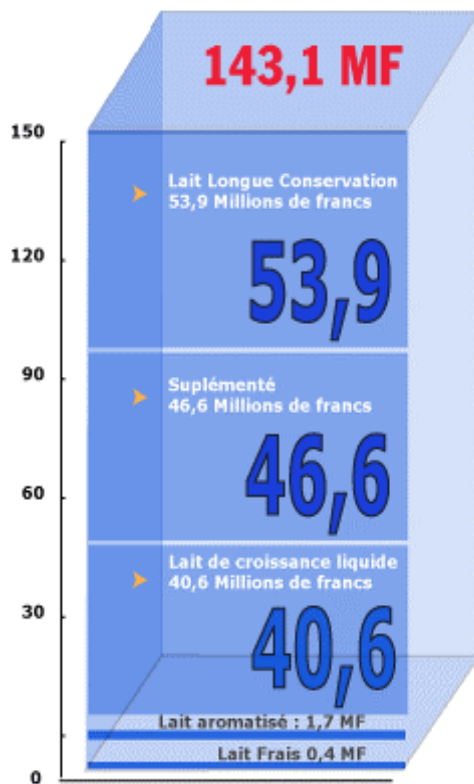 143,1 MF
150
Lait Longue Conservation
53,9 Millions de francs
53,9
120
90
Suplémenté
46,6 Millions de francs
46,6
60
Lait de croissance liquide
40,6 Millions de francs
40,6
30
Lait aromatisé : 1,7 MF
Lait Frais 0,4 MF
0